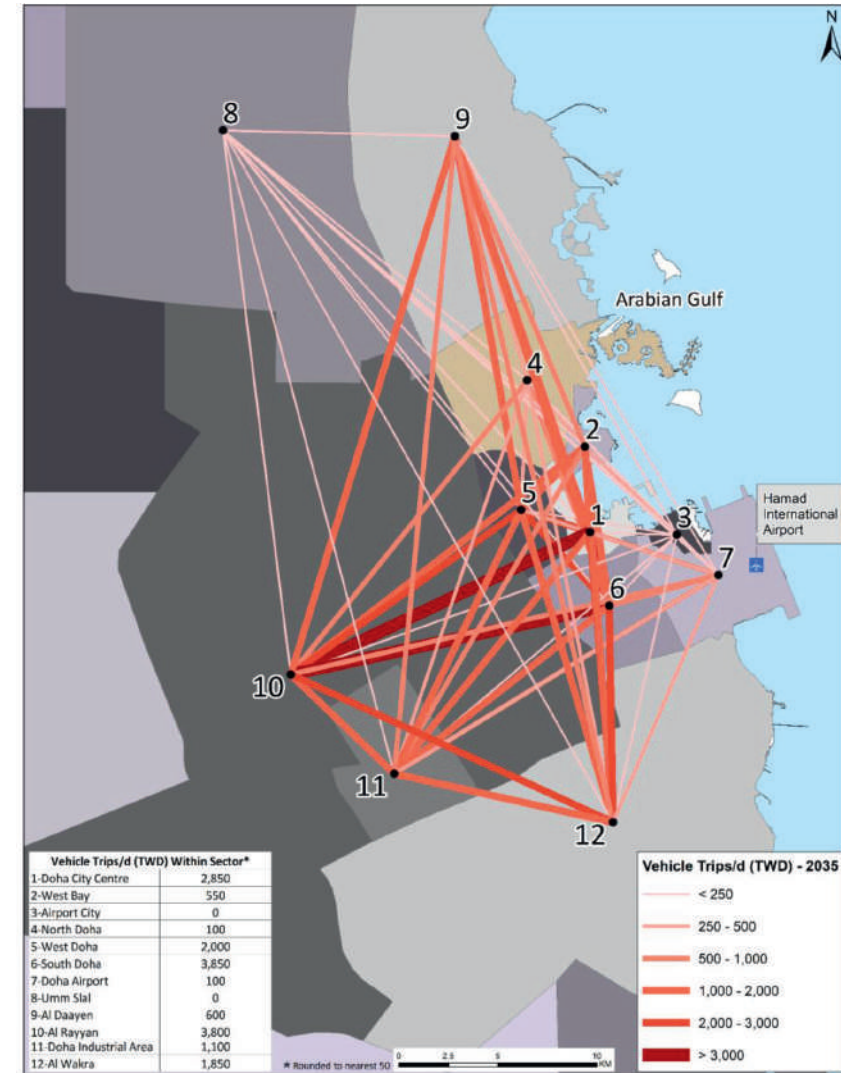 N
8
9
Arabian Gulf
4
2
Hamad
International
Airport
5
1
3
7
6
10
11
12
Vehicle Trips/d (TWD) Within Sector*
1-Doha City Centre 2,850
2-West Bay 550
3-Airport City 0
4-North Doha 100
5-West Doha 2,000
6-South Doha 3,850
7-Doha Airport 100
8-Umm Slal 0
9-Al Daayen 600
10-Al Rayyan 3,800
11-Doha Industrial Area 1,100
12-Al Wakra 1,850
* Rounded to nearest 50
0 2.5 5 10
KM
Vehicle Trips/d (TWD) - 2035
< 250
250 - 500
500 - 1,000
1,000 - 2,000
2,000 - 3,000
> 3,000